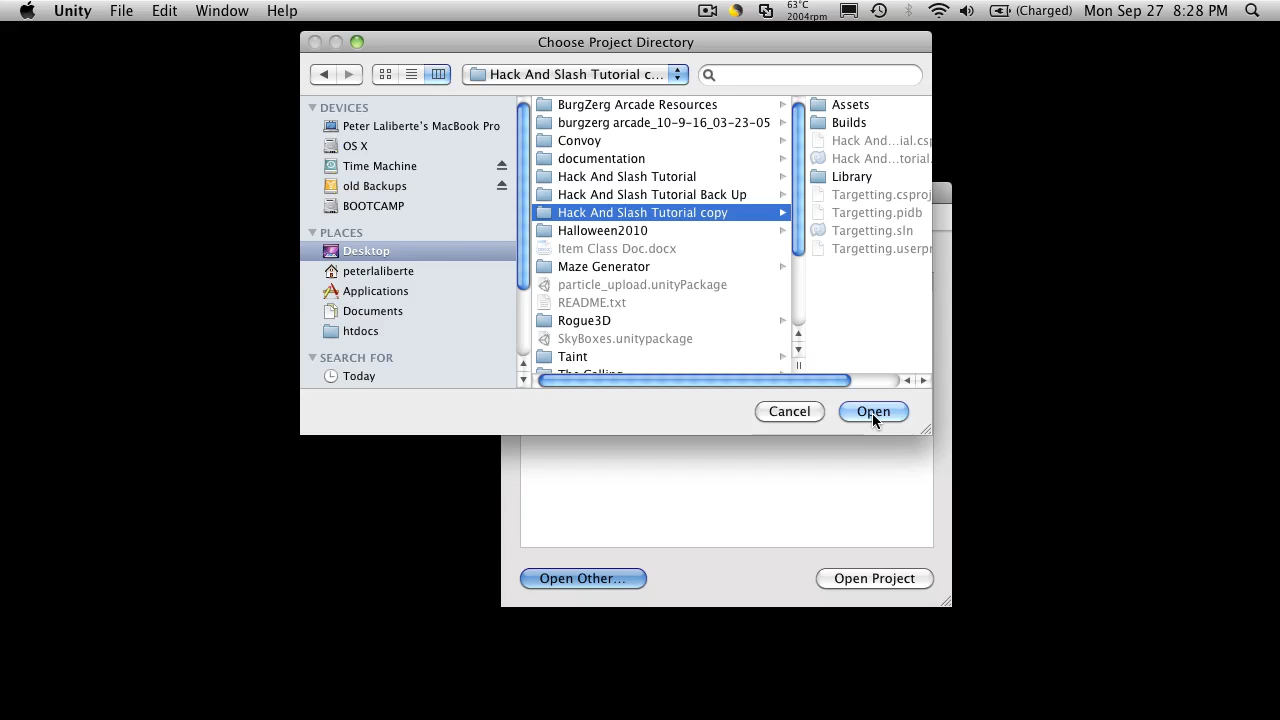 Unity File Edit Window Help 63°C 2004rpm (Charged) Mon Sep 27 8:28 PM
Choose Project Directory
Hack And Slash Tutorial c...
DEVICES
Peter Laliberte's MacBook Pro
OS X
Time Machine
old Backups
BOOTCAMP
PLACES
Desktop
peterlaliberte
Applications
Documents
htdocs
SEARCH FOR
Today
BurgZerg Arcade Resources
burgzerg arcade_10-9-16_03-23-05
Convoy
documentation
Hack And Slash Tutorial
Hack And Slash Tutorial Back Up
Hack And Slash Tutorial copy
Halloween2010
Item Class Doc.docx
Maze Generator
particle_upload.unityPackage
README.txt
Rogue3D
SkyBoxes.unitypackage
Taint
The Calling
Assets
Builds
Hack And...ial.csp
Hack And...torial.
Library
Targetting.csproj
Targetting.pidb
Targetting.sln
Targetting.userpr
Cancel Open
Open Other... Open Project